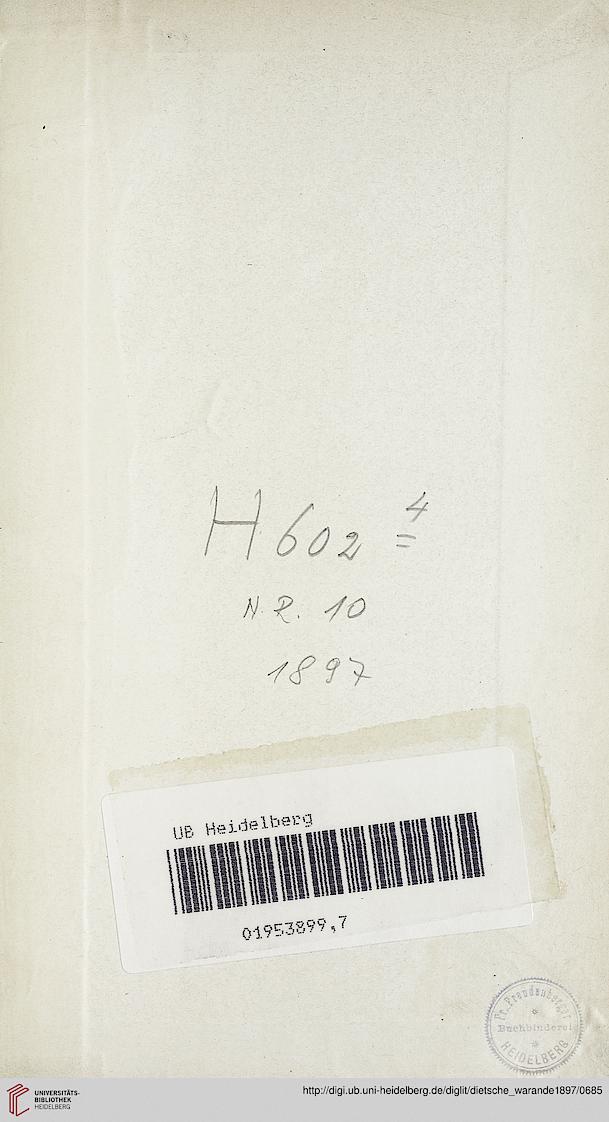 H 602 4=
N. R. 10
1897
UB Heidelberg
01953899,7
Fr. Freudenberger
Buchbinderei
HEIDELBERG
UNIVERSITÄTS-
BIBLIOTHEK
HEIDELBERG
http://digi.ub.uni-heidelberg.de/diglit/dietsche_warande1897/0685